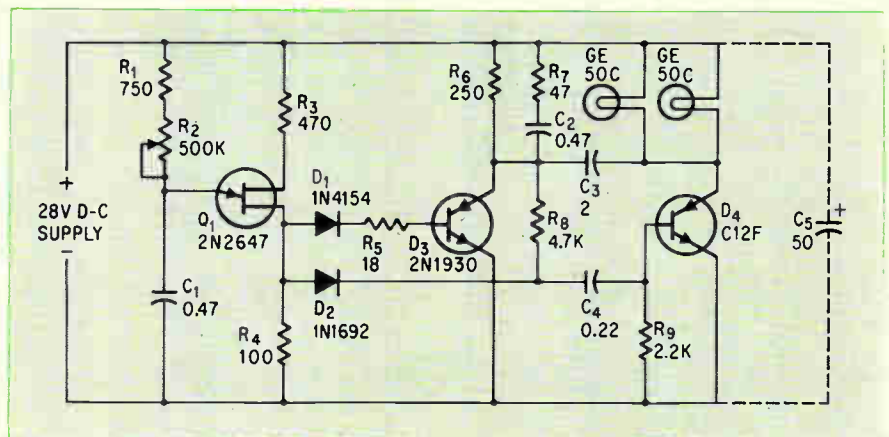 R1
750
R2
500K
+
28V D-C
SUPPLY
−
C1
0.47
Q1
2N2647
R3
470
D1
1N4154
R5
18
D2
1N1692
R4
100
D3
2N1930
R6
250
R7
47
C2
0.47
R8
4.7K
C3
2
C4
0.22
GE
50C
GE
50C
D4
C12F
R9
2.2K
C5
50
+